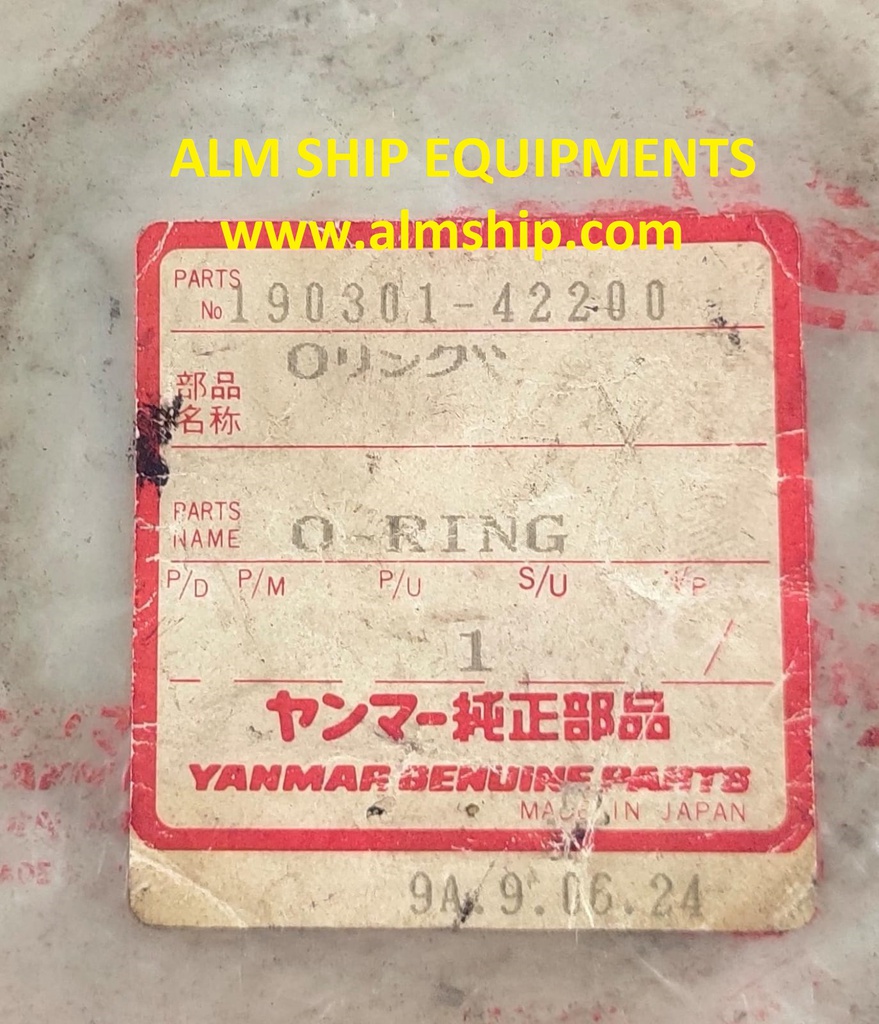 ALM SHIP EQUIPMENTS
www.almship.com
PARTS
No 190301-42200
Oリング
部品
名称
PARTS
NAME O-RING
P/D P/M P/U S/U /P
1 /
ヤンマー純正部品
YANMAR GENUINE PARTS
MADE IN JAPAN
9A.9.06.24